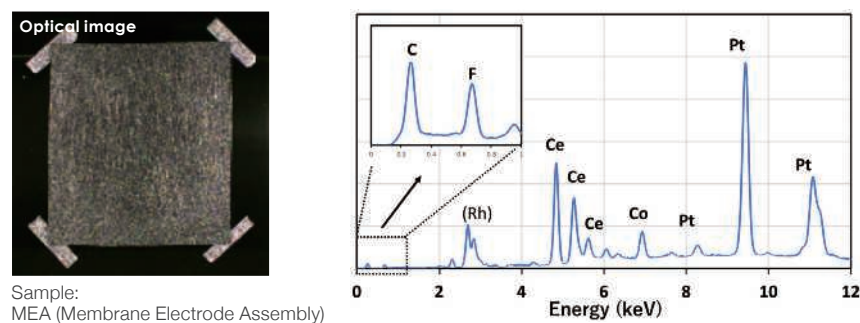 Optical image
Sample:
MEA (Membrane Electrode Assembly)
C
F
0 0.2 0.4 0.6 0.8 1
Ce
Ce
Ce
(Rh)
Co
Pt
Pt
Pt
0 2 4 6 8 10 12
Energy (keV)